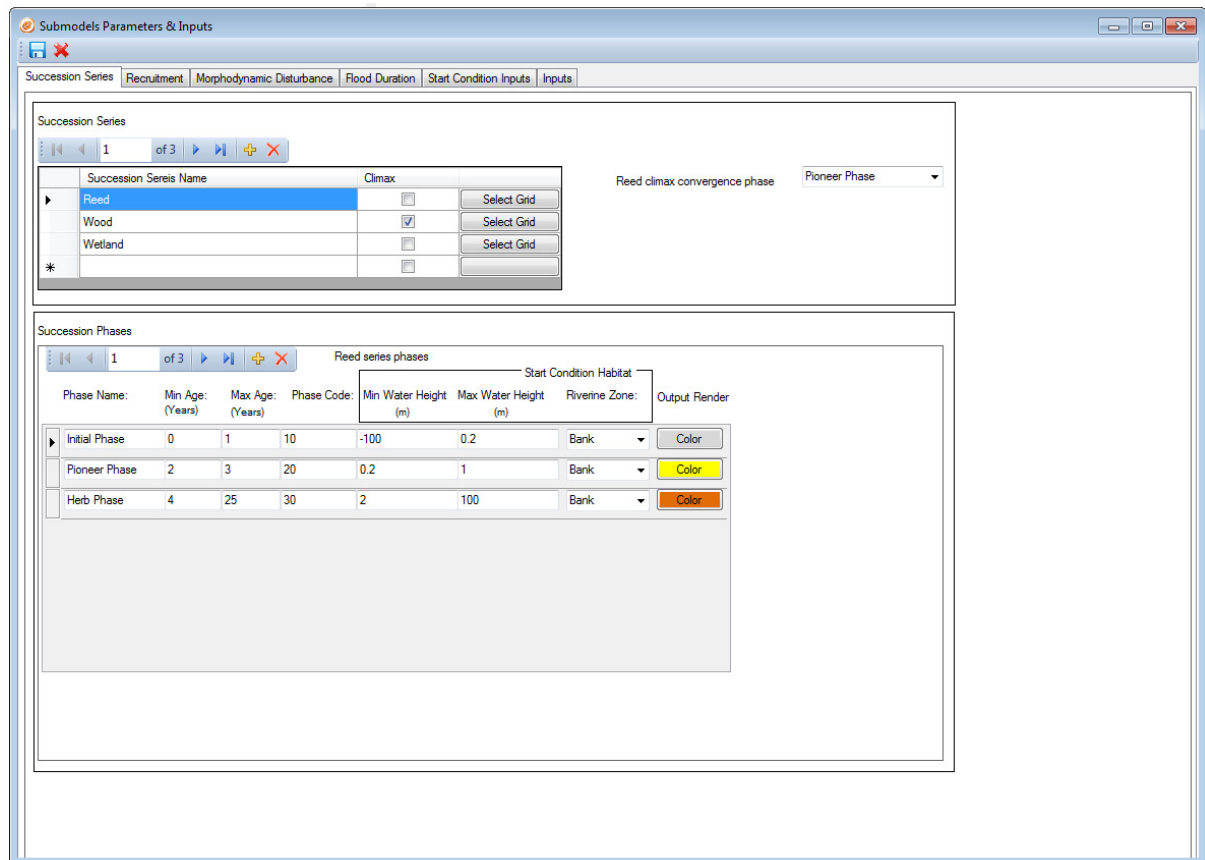 Submodels Parameters & Inputs
Succession Series Recruitment Morphodynamic Disturbance Flood Duration Start Condition Inputs Inputs
Succession Series
1 of 3
Succession Sereis Name Climax
Reed Select Grid
Wood Select Grid
Wetland Select Grid
Reed climax convergence phase Pioneer Phase
Succession Phases
1 of 3 Reed series phases
Start Condition Habitat
Phase Name: Min Age: Max Age: Phase Code: Min Water Height Max Water Height Riverine Zone: Output Render
(Years) (Years) (m) (m)
Initial Phase 0 1 10 -100 0.2 Bank Color
Pioneer Phase 2 3 20 0.2 1 Bank Color
Herb Phase 4 25 30 2 100 Bank Color